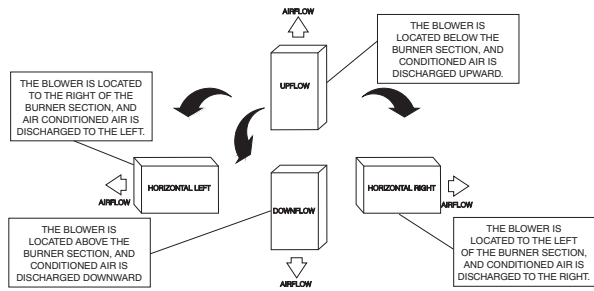 AIRFLOW
THE BLOWER IS
LOCATED BELOW THE
BURNER SECTION, AND
CONDITIONED AIR IS
DISCHARGED UPWARD.
UPFLOW
THE BLOWER IS LOCATED
TO THE RIGHT OF THE
BURNER SECTION, AND
AIR CONDITIONED AIR IS
DISCHARGED TO THE LEFT.
HORIZONTAL LEFT
AIRFLOW
HORIZONTAL RIGHT
AIRFLOW
DOWNFLOW
THE BLOWER IS
LOCATED ABOVE THE
BURNER SECTION, AND
CONDITIONED AIR IS
DISCHARGED DOWNWARD
THE BLOWER IS
LOCATED TO THE LEFT
OF THE BURNER SECTION,
AND CONDITIONED AIR IS
DISCHARGED TO THE RIGHT.
AIRFLOW